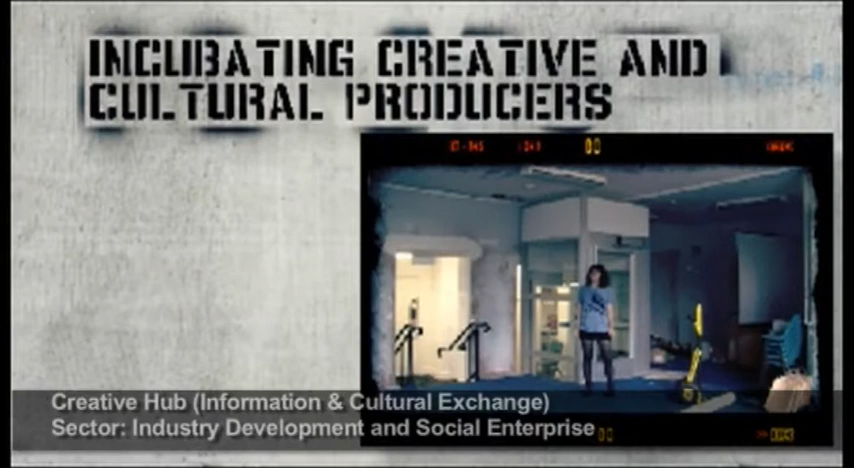 INCUBATING CREATIVE AND
CULTURAL PRODUCERS
Creative Hub (Information & Cultural Exchange)
Sector: Industry Development and Social Enterprise